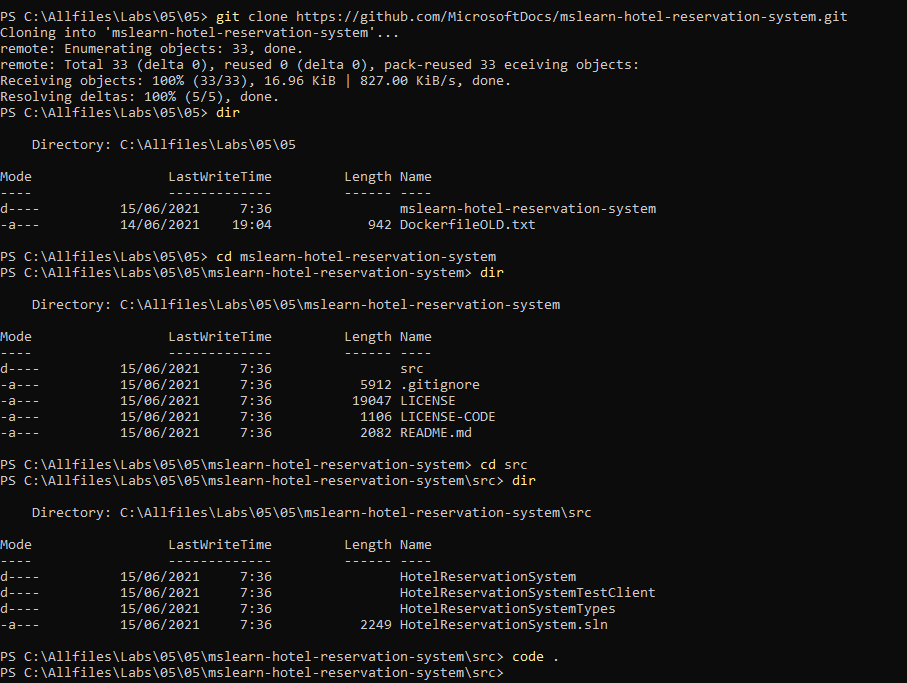 PS C:\Allfiles\Labs\05\05> git clone https://github.com/MicrosoftDocs/mslearn-hotel-reservation-system.git
Cloning into 'mslearn-hotel-reservation-system'...
remote: Enumerating objects: 33, done.
remote: Total 33 (delta 0), reused 0 (delta 0), pack-reused 33 eceiving objects:
Receiving objects: 100% (33/33), 16.96 KiB | 827.00 KiB/s, done.
Resolving deltas: 100% (5/5), done.
PS C:\Allfiles\Labs\05\05> dir
Directory: C:\Allfiles\Labs\05\05
Mode LastWriteTime Length Name
---- ------------- ------ ----
d---- 15/06/2021 7:36 mslearn-hotel-reservation-system
-a--- 14/06/2021 19:04 942 DockerfileOLD.txt
PS C:\Allfiles\Labs\05\05> cd mslearn-hotel-reservation-system
PS C:\Allfiles\Labs\05\05\mslearn-hotel-reservation-system> dir
Directory: C:\Allfiles\Labs\05\05\mslearn-hotel-reservation-system
Mode LastWriteTime Length Name
---- ------------- ------ ----
d---- 15/06/2021 7:36 src
-a--- 15/06/2021 7:36 5912 .gitignore
-a--- 15/06/2021 7:36 19047 LICENSE
-a--- 15/06/2021 7:36 1106 LICENSE-CODE
-a--- 15/06/2021 7:36 2082 README.md
PS C:\Allfiles\Labs\05\05\mslearn-hotel-reservation-system> cd src
PS C:\Allfiles\Labs\05\05\mslearn-hotel-reservation-system\src> dir
Directory: C:\Allfiles\Labs\05\05\mslearn-hotel-reservation-system\src
Mode LastWriteTime Length Name
---- ------------- ------ ----
d---- 15/06/2021 7:36 HotelReservationSystem
d---- 15/06/2021 7:36 HotelReservationSystemTestClient
d---- 15/06/2021 7:36 HotelReservationSystemTypes
-a--- 15/06/2021 7:36 2249 HotelReservationSystem.sln
PS C:\Allfiles\Labs\05\05\mslearn-hotel-reservation-system\src> code .
PS C:\Allfiles\Labs\05\05\mslearn-hotel-reservation-system\src>